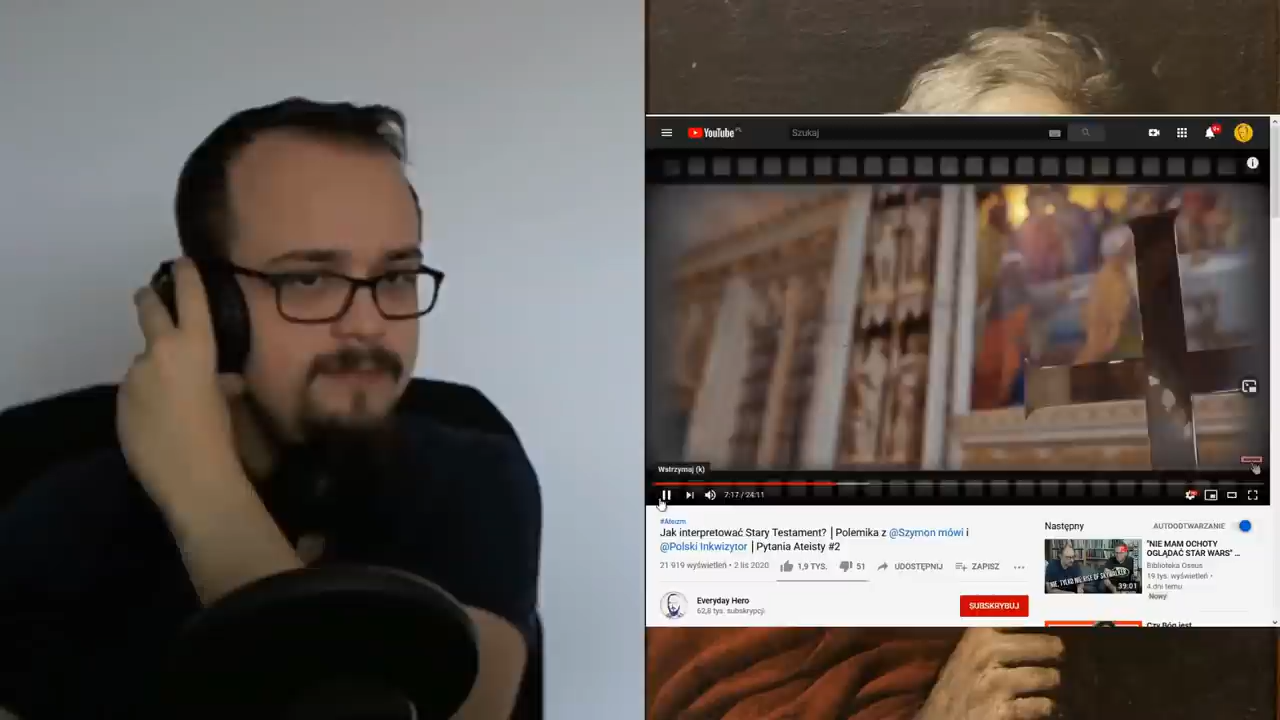 YouTube PL
Szukaj
9+
Wstrzymaj (k)
7:17 / 24:11
#Ateizm
Jak interpretować Stary Testament? | Polemika z @Szymon mówi i
@Polski Inkwizytor | Pytania Ateisty #2
21 919 wyświetleń • 2 lis 2020
1,9 TYS.
51
UDOSTĘPNIJ
ZAPISZ
Everyday Hero
62,8 tys. subskrypcji
SUBSKRYBUJ
Następny
AUTOODTWARZANIE
"NIE MAM OCHOTY
OGLĄDAĆ STAR WARS" ...
Biblioteka Osseus
19 tys. wyświetleń •
4 dni temu
Nowy
39:01
Czy Bóg jest